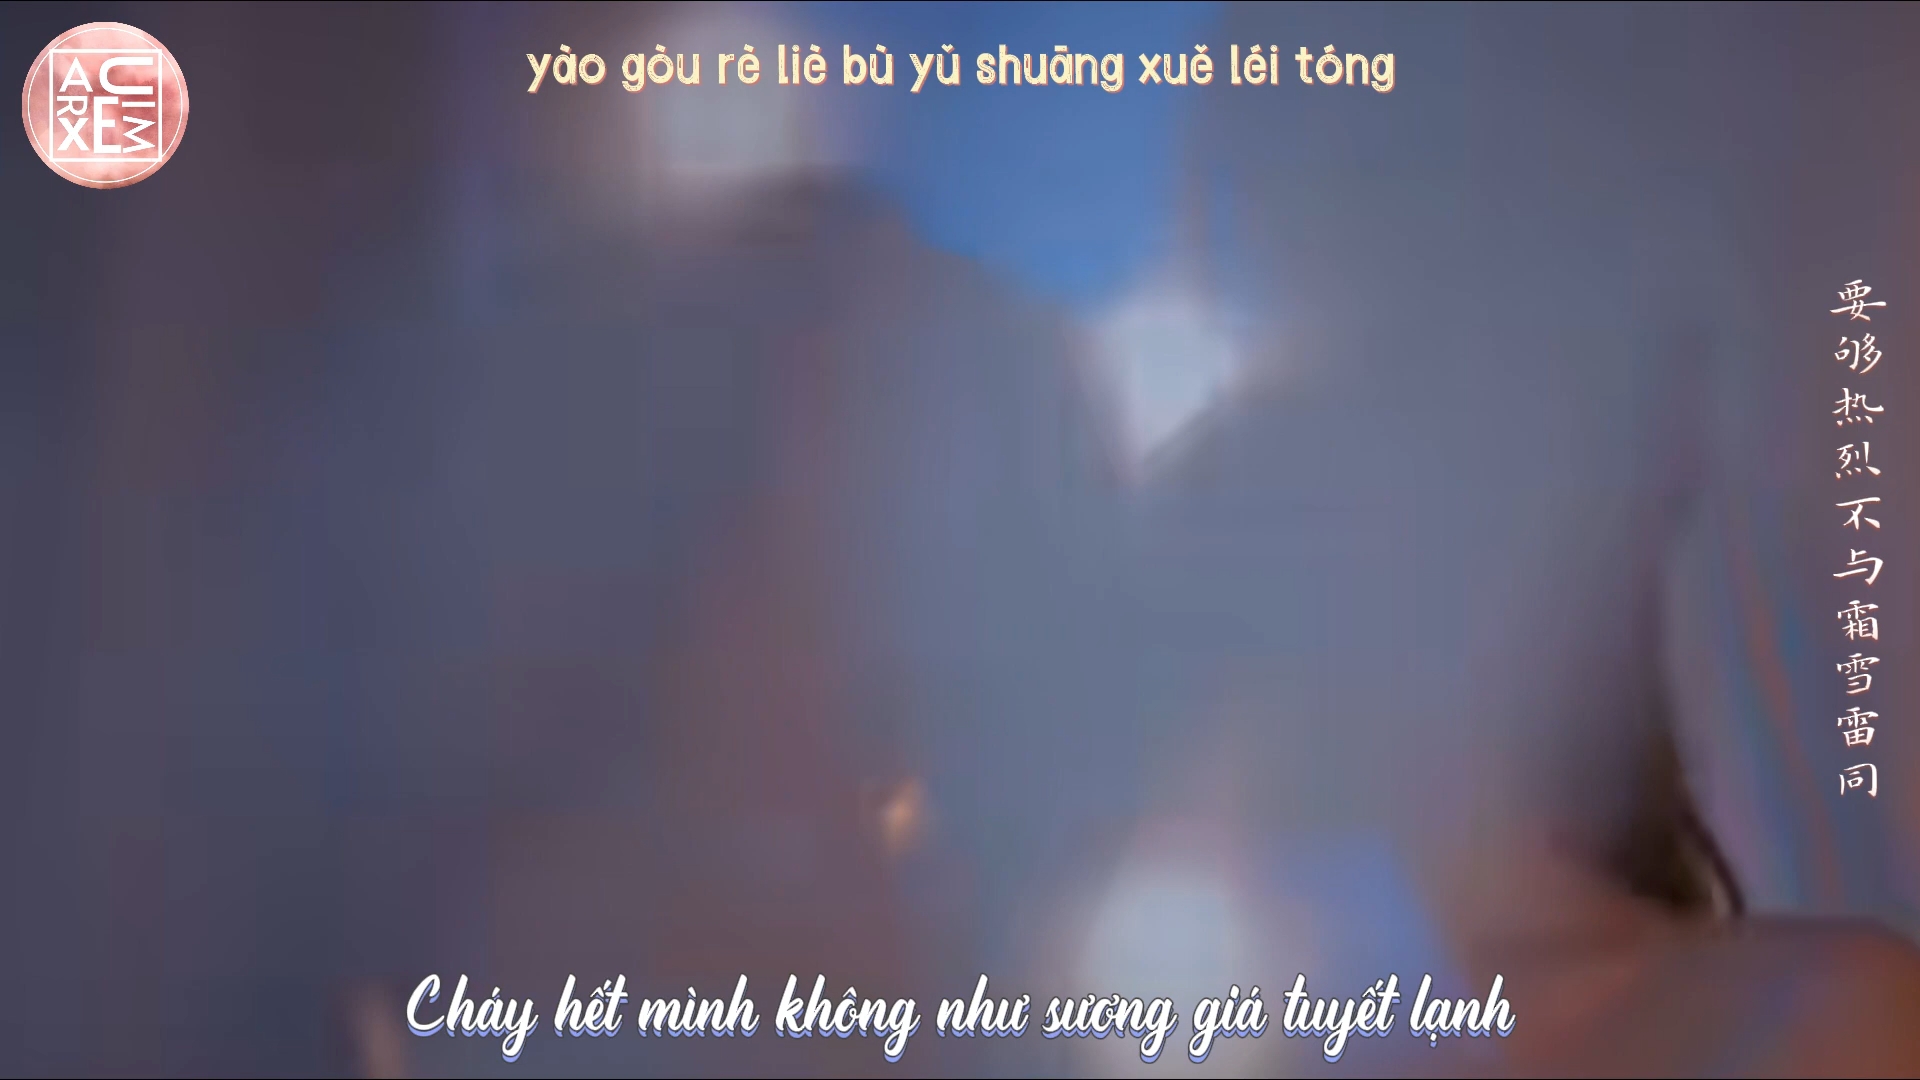 yào gòu rè liè bù yǔ shuāng xuě léi tóng
要够热烈不与霜雪雷同
Cháy hết mình không như sương giá tuyết lạnh